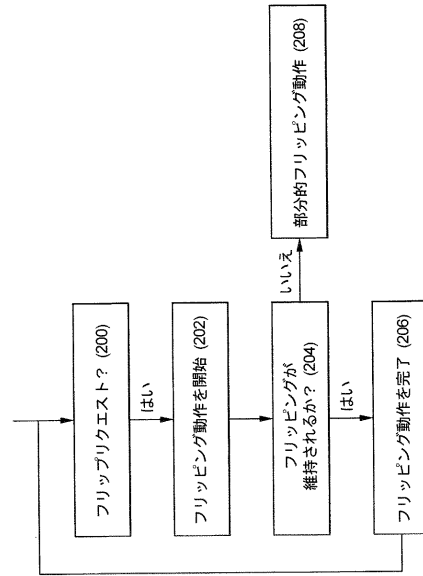 フリップリクエスト? (200)
はい
フリッピング動作を開始 (202)
フリッピングが
維持されるか? (204)
いいえ
部分的フリッピング動作 (208)
はい
フリッピング動作を完了 (206)